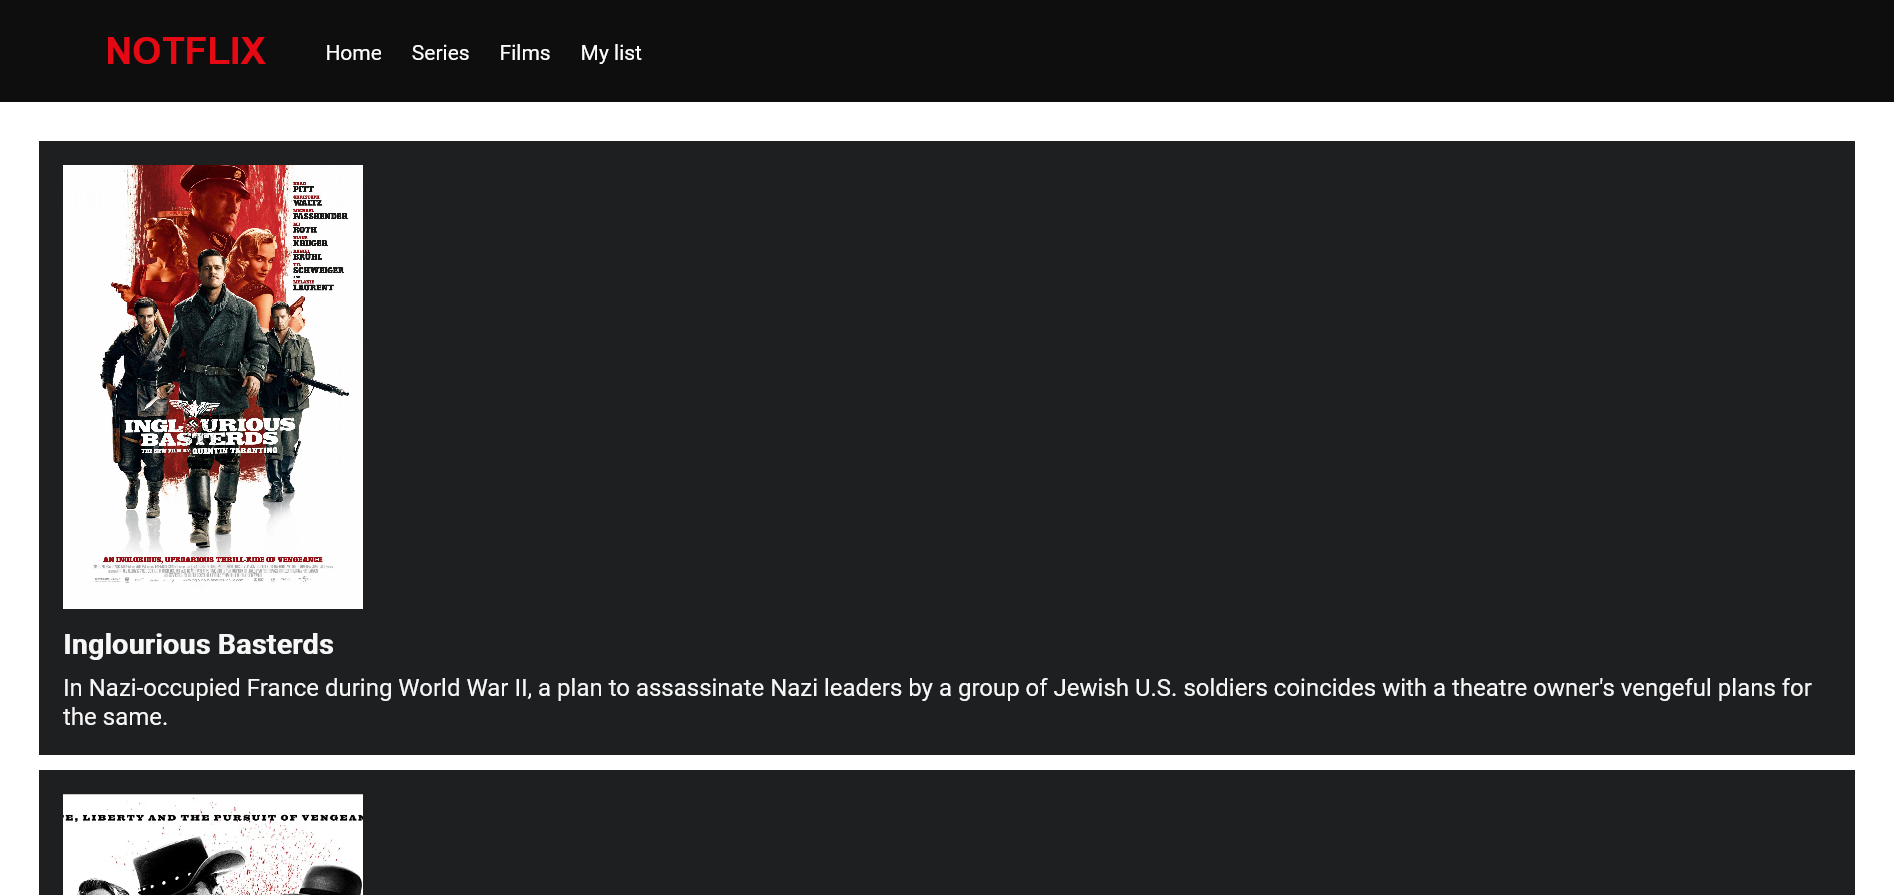 NOTFLIX
Home Series Films My list
PITT
WALTZ
FASSBENDER
ELI
ROTH
KRUGER
BRÜHL
SCHWEIGER
MELANIE
LAURENT
INGLOURIOUS
BASTERDS
THE NEW FILM BY QUENTIN TARANTINO
AN INGLORIOUS, UPROARIOUS THRILL-RIDE OF VENGEANCE
Inglourious Basterds
In Nazi-occupied France during World War II, a plan to assassinate Nazi leaders by a group of Jewish U.S. soldiers coincides with a theatre owner's vengeful plans for
the same.
E, LIBERTY AND THE PURSUIT OF VENGEAN